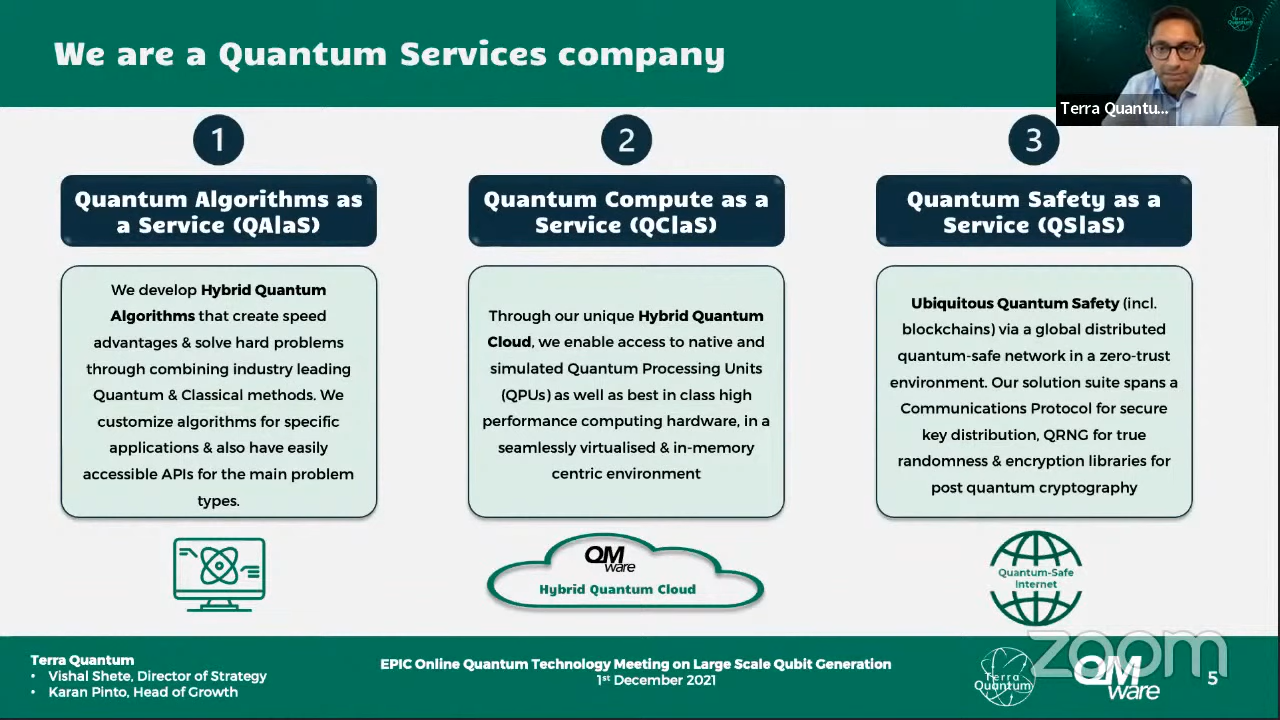 We are a Quantum Services company
Terra Quantu...
1
Quantum Algorithms as
a Service (QA|aS)
We develop Hybrid Quantum
Algorithms that create speed
advantages & solve hard problems
through combining industry leading
Quantum & Classical methods. We
customize algorithms for specific
applications & also have easily
accessible APIs for the main problem
types.
2
Quantum Compute as a
Service (QC|aS)
Through our unique Hybrid Quantum
Cloud, we enable access to native and
simulated Quantum Processing Units
(QPUs) as well as best in class high
performance computing hardware, in a
seamlessly virtualised & in-memory
centric environment
QM
ware
Hybrid Quantum Cloud
3
Quantum Safety as a
Service (QS|aS)
Ubiquitous Quantum Safety (incl.
blockchains) via a global distributed
quantum-safe network in a zero-trust
environment. Our solution suite spans a
Communications Protocol for secure
key distribution, QRNG for true
randomness & encryption libraries for
post quantum cryptography
Quantum-Safe
Internet
Terra Quantum
• Vishal Shete, Director of Strategy
• Karan Pinto, Head of Growth
EPIC Online Quantum Technology Meeting on Large Scale Qubit Generation
1st December 2021
Terra
Quantum
QM
ware
zoom
5